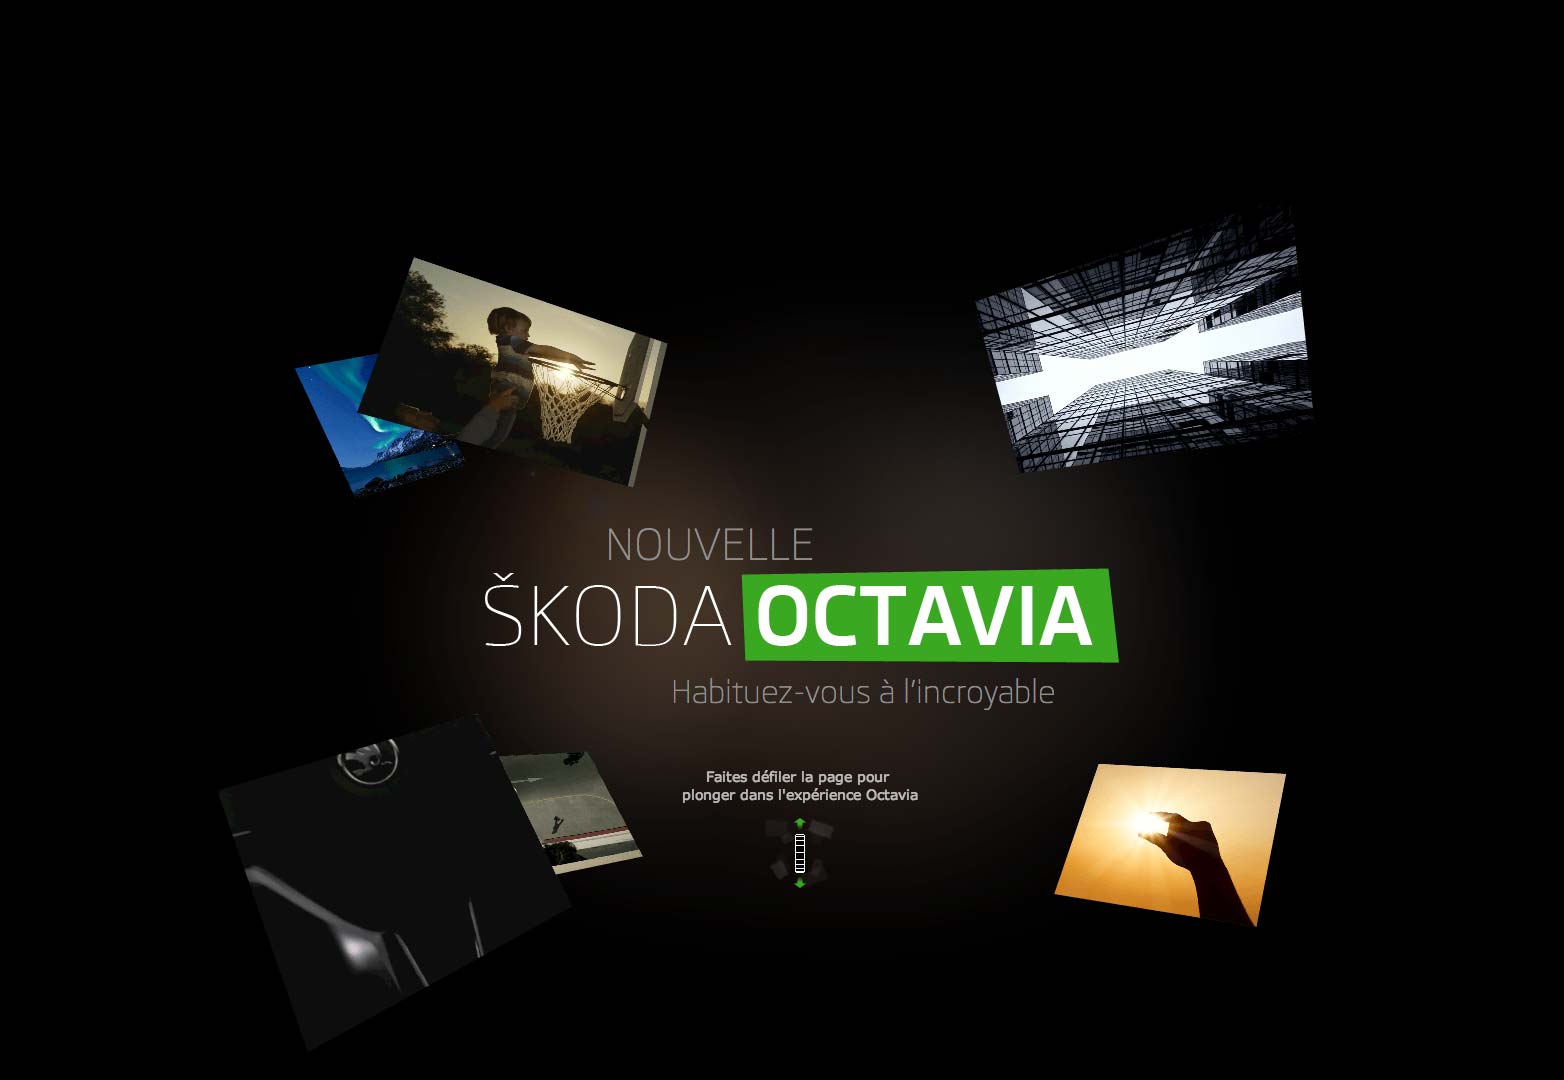 NOUVELLE
ŠKODA OCTAVIA
Habituez-vous à l’incroyable
Faites défiler la page pour
plonger dans l'expérience Octavia